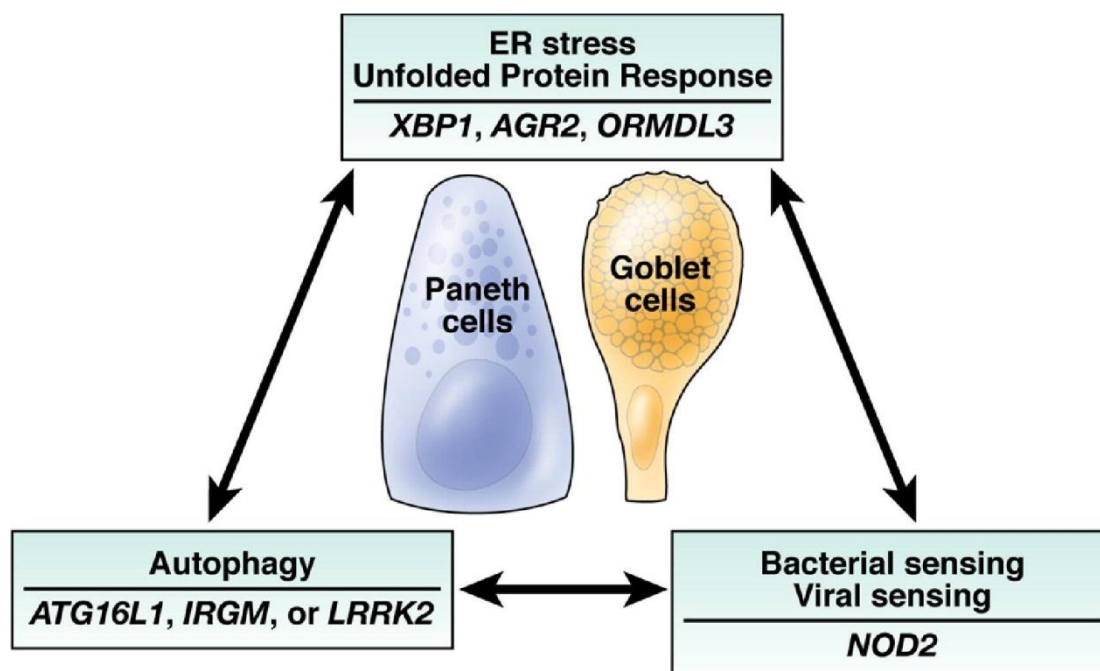 ER stress
Unfolded Protein Response
XBP1, AGR2, ORMDL3
Paneth
cells
Goblet
cells
Autophagy
ATG16L1, IRGM, or LRRK2
Bacterial sensing
Viral sensing
NOD2